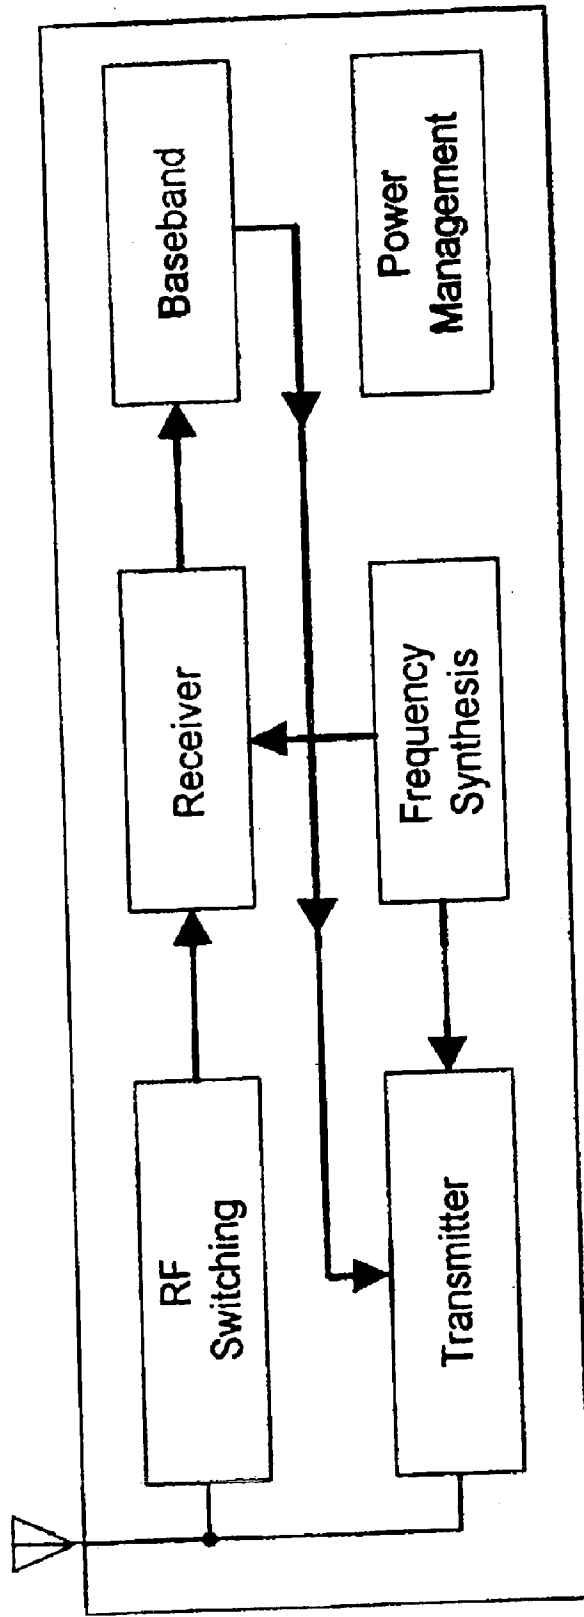 RF
Switching
Receiver
Baseband
Transmitter
Frequency
Synthesis
Power
Management